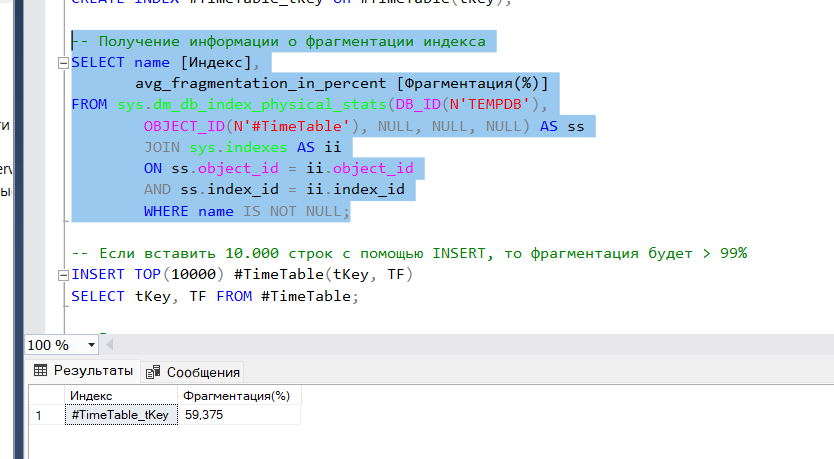 CREATE INDEX #TimeTable_tKey ON #TimeTable(tKey);
-- Получение информации о фрагментации индекса
SELECT name [Индекс],
avg_fragmentation_in_percent [Фрагментация(%)]
FROM sys.dm_db_index_physical_stats(DB_ID(N'TEMPDB'),
OBJECT_ID(N'#TimeTable'), NULL, NULL, NULL) AS ss
JOIN sys.indexes AS ii
ON ss.object_id = ii.object_id
AND ss.index_id = ii.index_id
WHERE name IS NOT NULL;
-- Если вставить 10.000 строк с помощью INSERT, то фрагментация будет > 99%
INSERT TOP(10000) #TimeTable(tKey, TF)
SELECT tKey, TF FROM #TimeTable;
100 %
Результаты Сообщения
Индекс Фрагментация(%)
1 #TimeTable_tKey 59,375